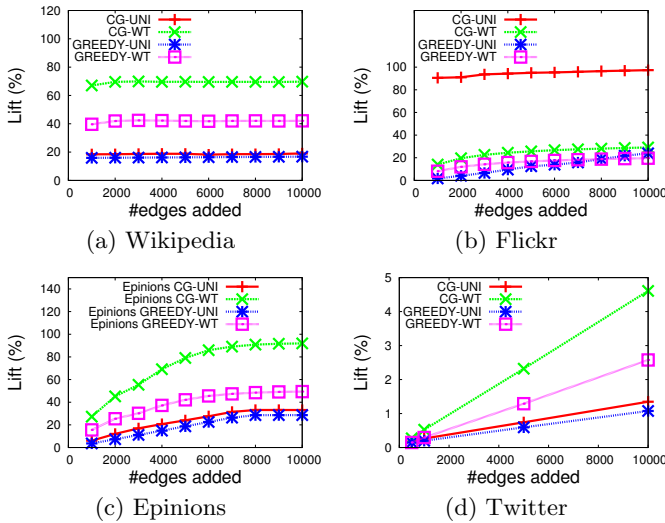 CG-UNI
CG-WT
GREEDY-UNI
GREEDY-WT
Lift (%)
120
100
80
60
40
20
0
0 2000 4000 6000 8000 10000
#edges added
(a) Wikipedia
CG-UNI
CG-WT
GREEDY-UNI
GREEDY-WT
Lift (%)
100
80
60
40
20
0
0 2000 4000 6000 8000 10000
#edges added
(b) Flickr
Epinions CG-UNI
Epinions CG-WT
Epinions GREEDY-UNI
Epinions GREEDY-WT
Lift (%)
140
120
100
80
60
40
20
0
0 2000 4000 6000 8000 10000
#edges added
(c) Epinions
CG-UNI
CG-WT
GREEDY-UNI
GREEDY-WT
Lift (%)
5
4
3
2
1
0
0 2000 4000 6000 8000 10000
#edges added
(d) Twitter